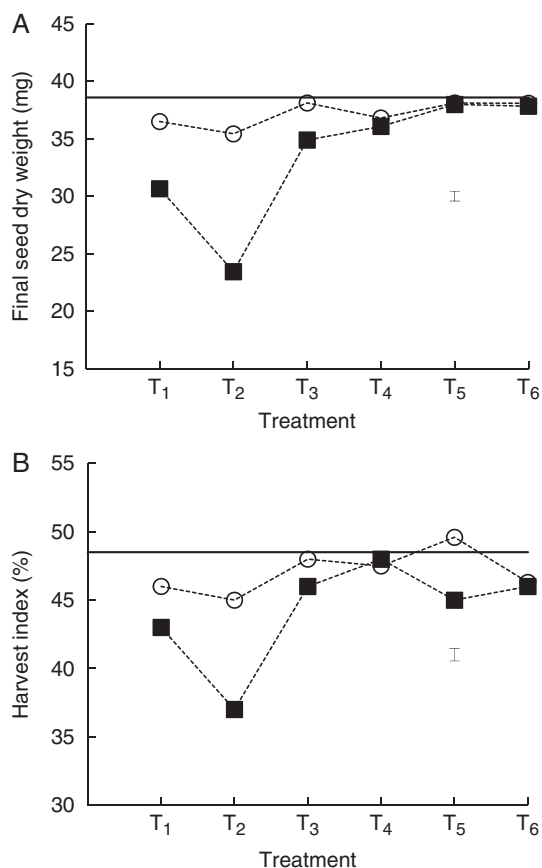 A
Final seed dry weight (mg)
45
40
35
30
25
22
15
T1
T2
T3
T4
T5
T6
Treatment
B
Harvest index (%)
55
50
45
40
35
30
T1
T2
T3
T4
T5
T6
Treatment